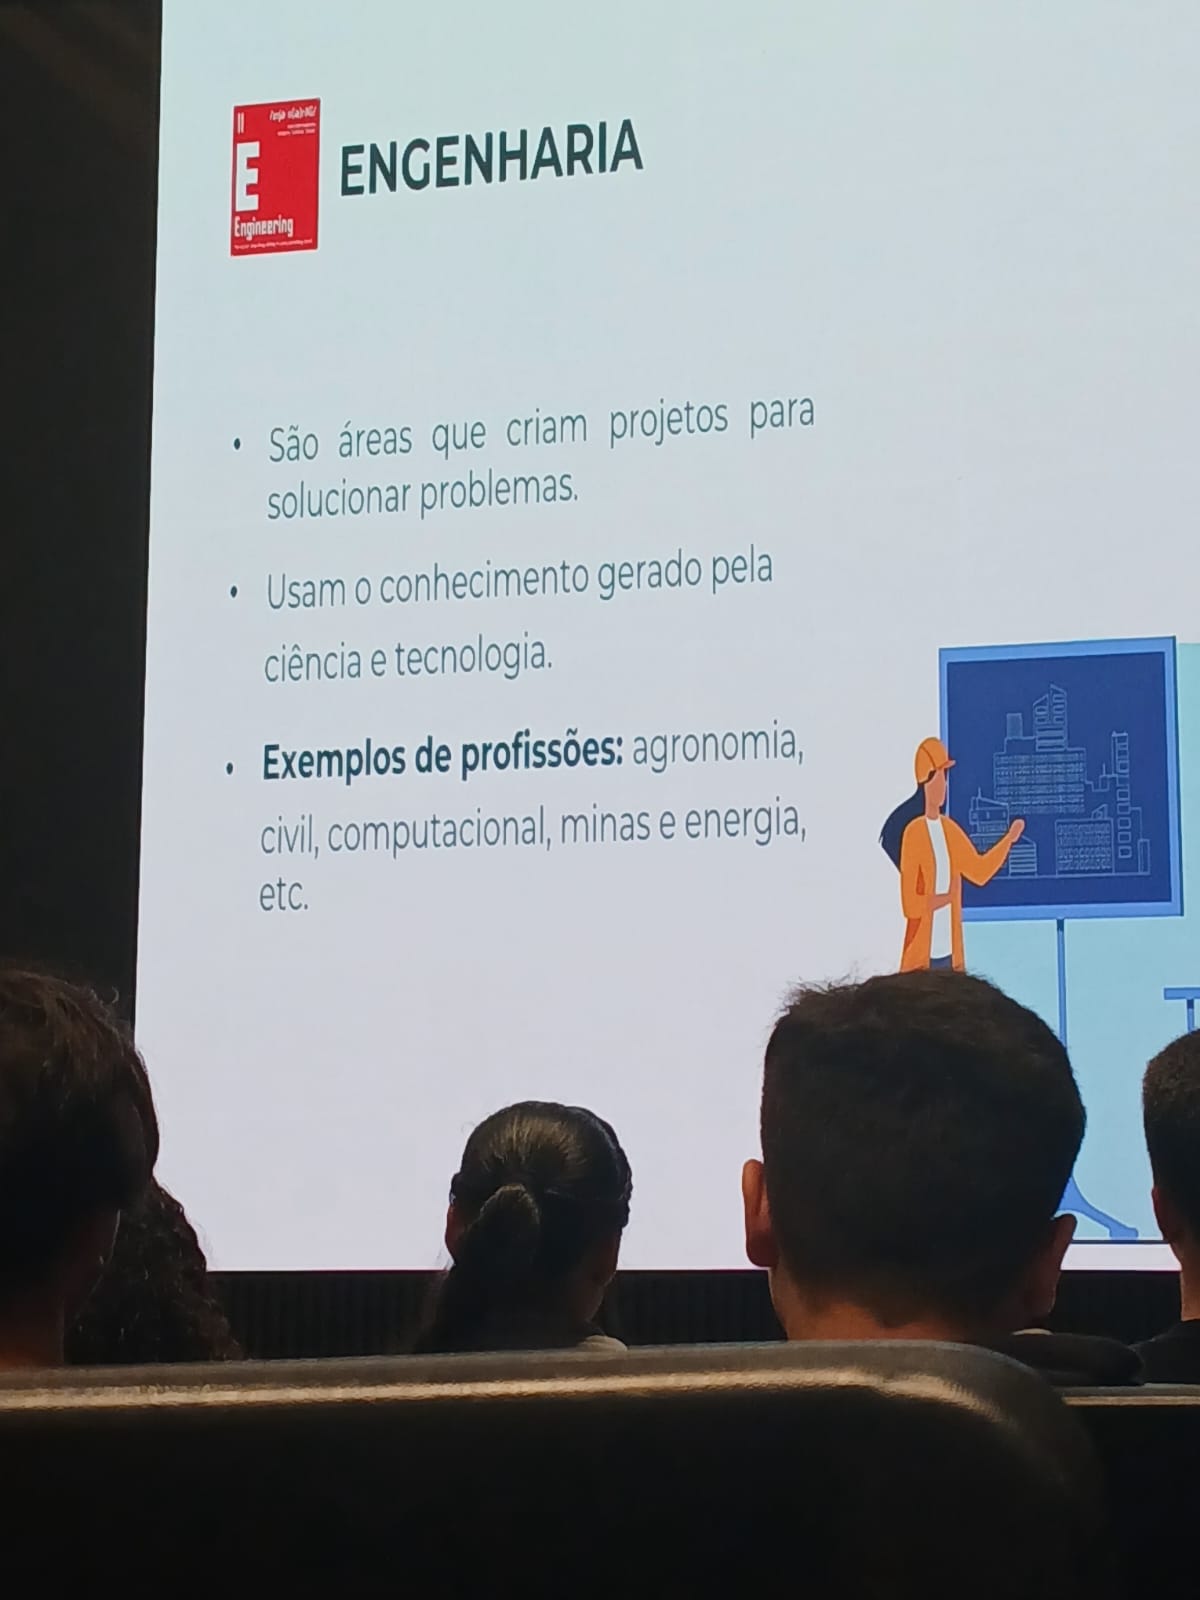 E
Engineering
ENGENHARIA
• São áreas que criam projetos para
solucionar problemas.
• Usam o conhecimento gerado pela
ciência e tecnologia.
• Exemplos de profissões: agronomia,
civil, computacional, minas e energia,
etc.